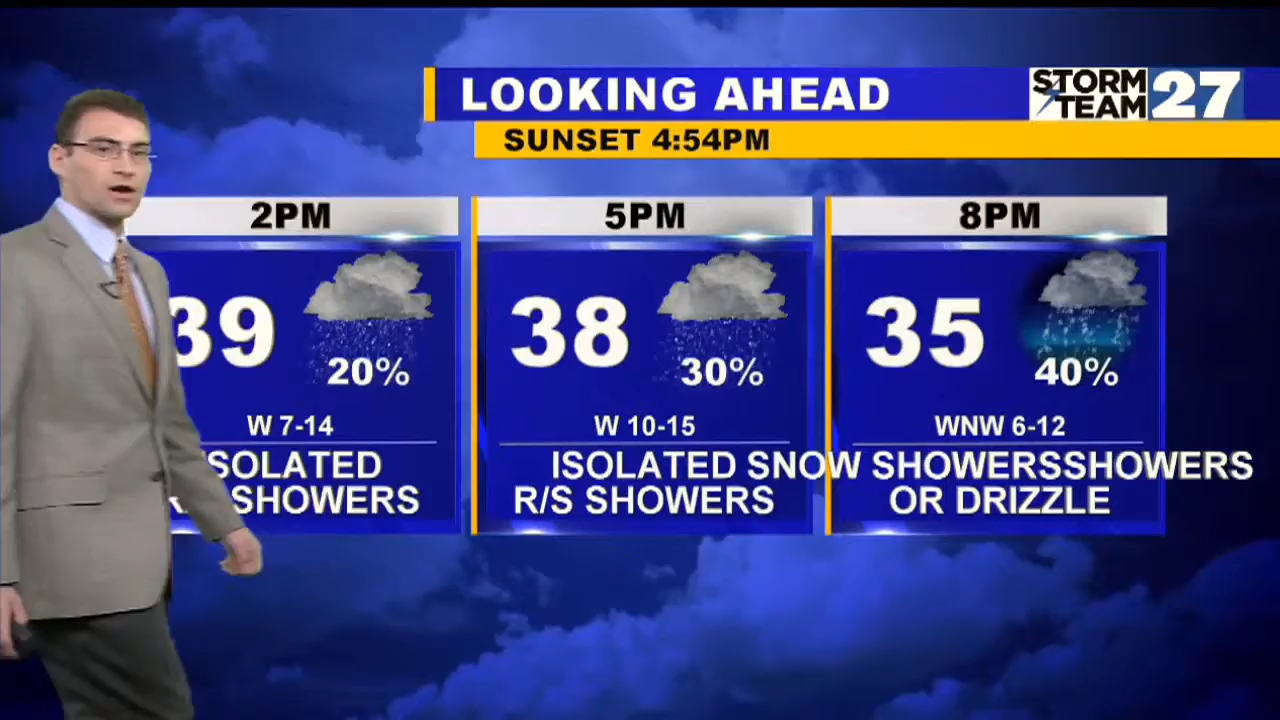 LOOKING AHEAD
STORM TEAM 27
SUNSET 4:54PM
2PM
39
20%
W 7-14
SOLATED
SHOWERS
5PM
38
30%
W 10-15
ISOLATED
R/S SHOWERS
8PM
35
40%
WNW 6-12
SNOW SHOWERSSHOWERS
OR DRIZZLE